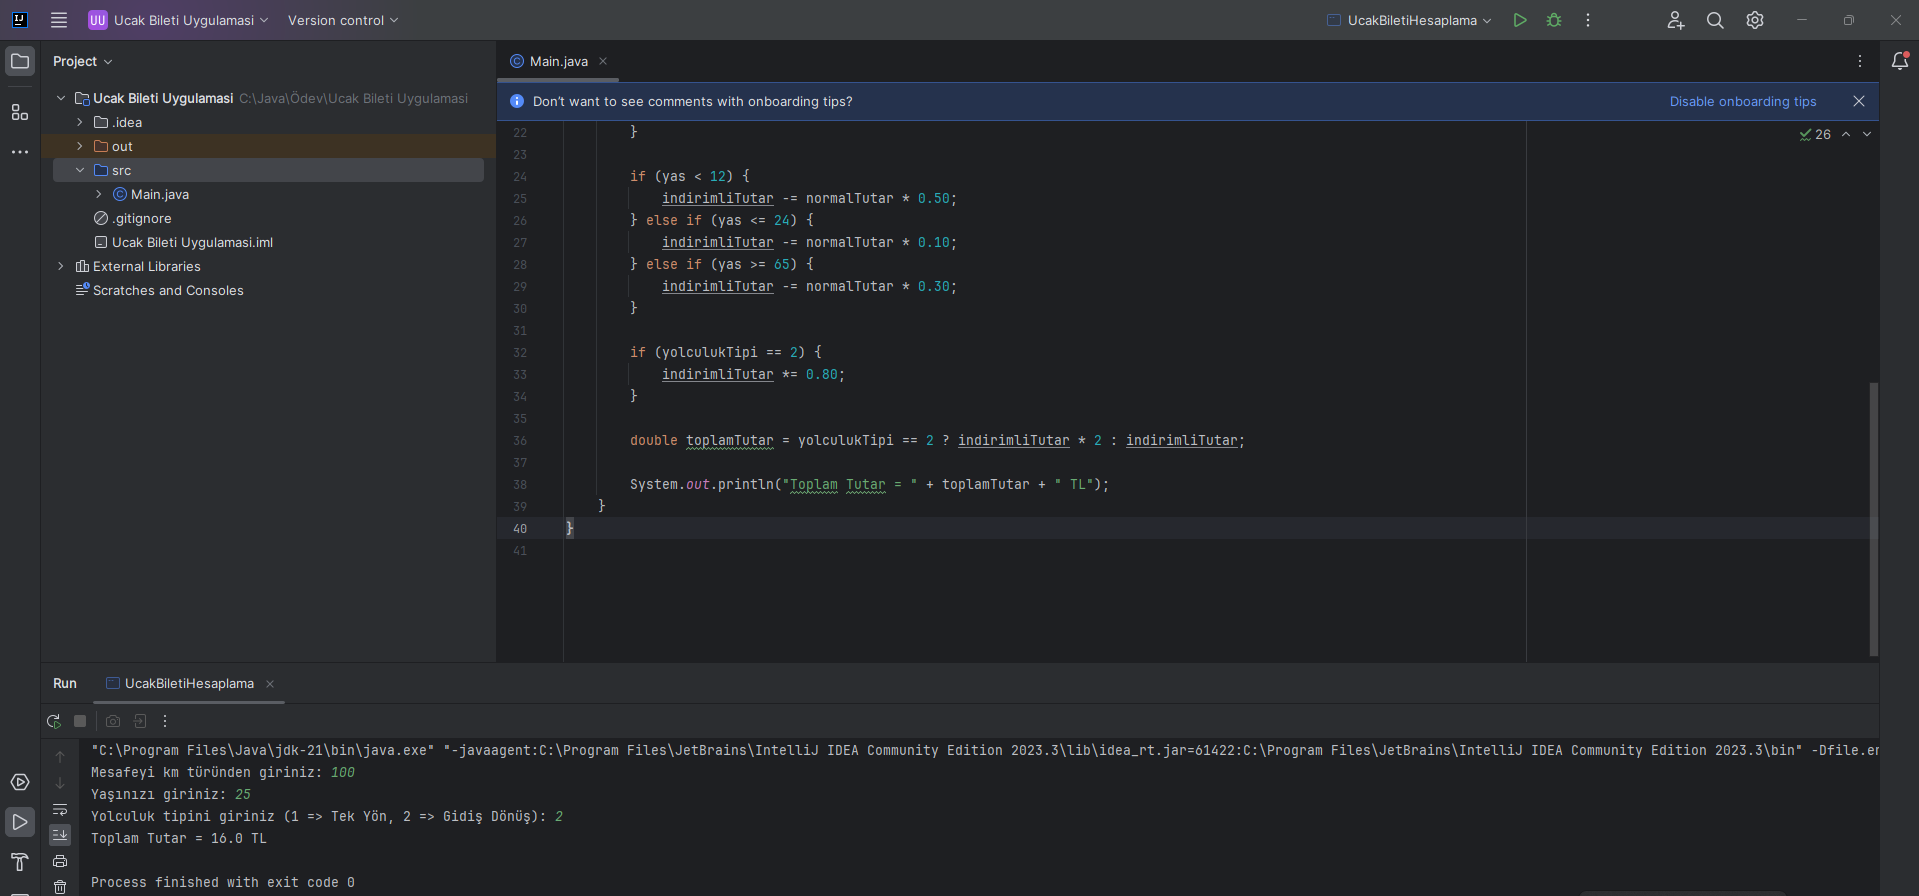 UU Ucak Bileti Uygulamasi Version control UcakBiletiHesaplama
Project
Ucak Bileti Uygulamasi C:\Java\Ödev\Ucak Bileti Uygulamasi
.idea
out
src
Main.java
.gitignore
Ucak Bileti Uygulamasi.iml
External Libraries
Scratches and Consoles
Main.java
Don't want to see comments with onboarding tips? Disable onboarding tips
26
22 }
23
24 if (yas < 12) {
25 indirimliTutar -= normalTutar * 0.50;
26 } else if (yas <= 24) {
27 indirimliTutar -= normalTutar * 0.10;
28 } else if (yas >= 65) {
29 indirimliTutar -= normalTutar * 0.30;
30 }
31
32 if (yolculukTipi == 2) {
33 indirimliTutar *= 0.80;
34 }
35
36 double toplamTutar = yolculukTipi == 2 ? indirimliTutar * 2 : indirimliTutar;
37
38 System.out.println("Toplam Tutar = " + toplamTutar + " TL");
39 }
40 }
41
Run UcakBiletiHesaplama
"C:\Program Files\Java\jdk-21\bin\java.exe" "-javaagent:C:\Program Files\JetBrains\IntelliJ IDEA Community Edition 2023.3\lib\idea_rt.jar=61422:C:\Program Files\JetBrains\IntelliJ IDEA Community Edition 2023.3\bin" -Dfile.en
Mesafeyi km türünden giriniz: 100
Yaşınızı giriniz: 25
Yolculuk tipini giriniz (1 => Tek Yön, 2 => Gidiş Dönüş): 2
Toplam Tutar = 16.0 TL
Process finished with exit code 0